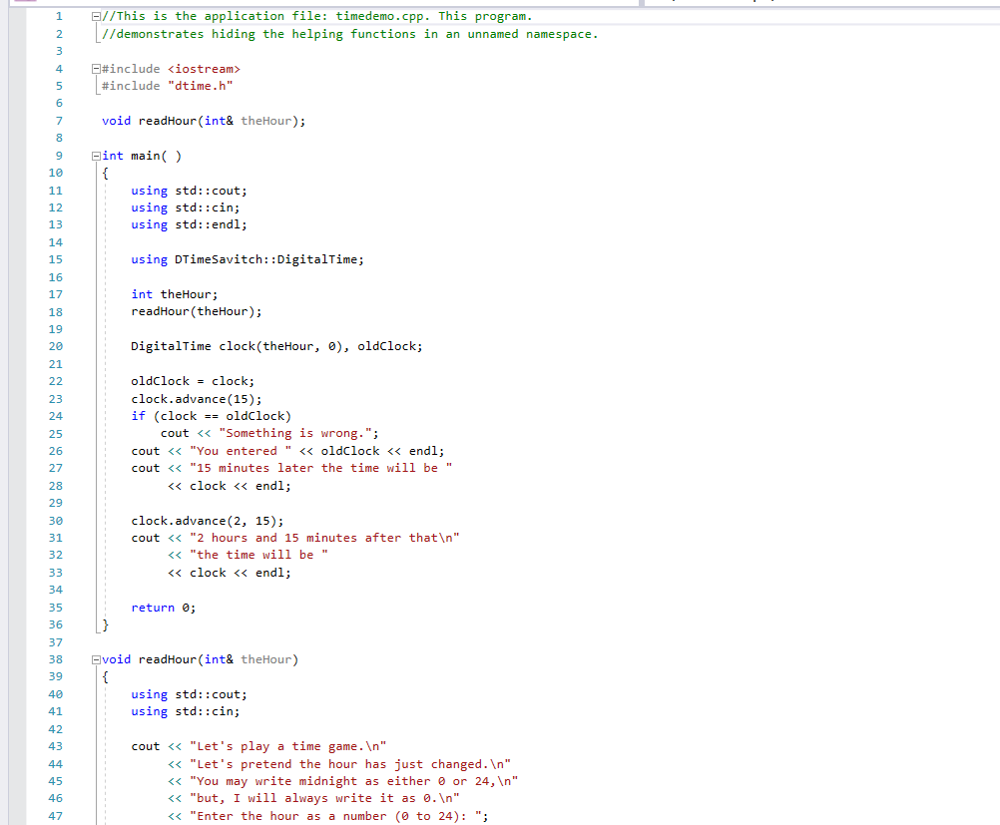 1 //This is the application file: timedemo.cpp. This program.
2 //demonstrates hiding the helping functions in an unnamed namespace.
3
4 #include <iostream>
5 #include "dtime.h"
6
7 void readHour(int& theHour);
8
9 int main( )
10 {
11     using std::cout;
12     using std::cin;
13     using std::endl;
14
15     using DTimeSavitch::DigitalTime;
16
17     int theHour;
18     readHour(theHour);
19
20     DigitalTime clock(theHour, 0), oldClock;
21
22     oldClock = clock;
23     clock.advance(15);
24     if (clock == oldClock)
25         cout << "Something is wrong.";
26     cout << "You entered " << oldClock << endl;
27     cout << "15 minutes later the time will be "
28          << clock << endl;
29
30     clock.advance(2, 15);
31     cout << "2 hours and 15 minutes after that\n"
32          << "the time will be "
33          << clock << endl;
34
35     return 0;
36 }
37
38 void readHour(int& theHour)
39 {
40     using std::cout;
41     using std::cin;
42
43     cout << "Let's play a time game.\n"
44          << "Let's pretend the hour has just changed.\n"
45          << "You may write midnight as either 0 or 24,\n"
46          << "but, I will always write it as 0.\n"
47          << "Enter the hour as a number (0 to 24): ";